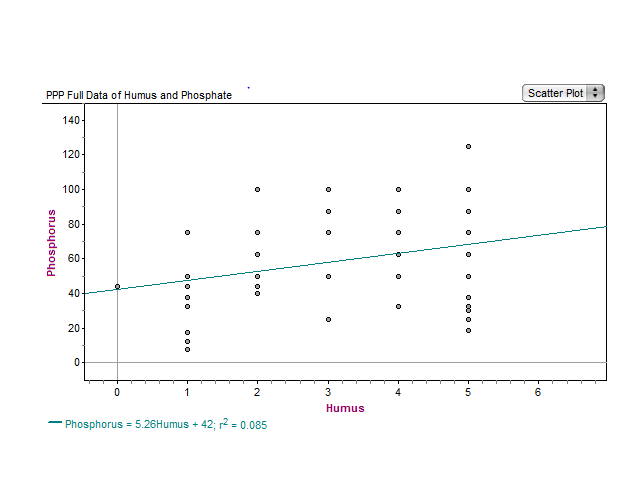 PPP Full Data of Humus and Phosphate
Scatter Plot
140
120
100
80
60
40
20
0
Phosphorus
0 1 2 3 4 5 6
Humus
Phosphorus = 5.26Humus + 42; r² = 0.085